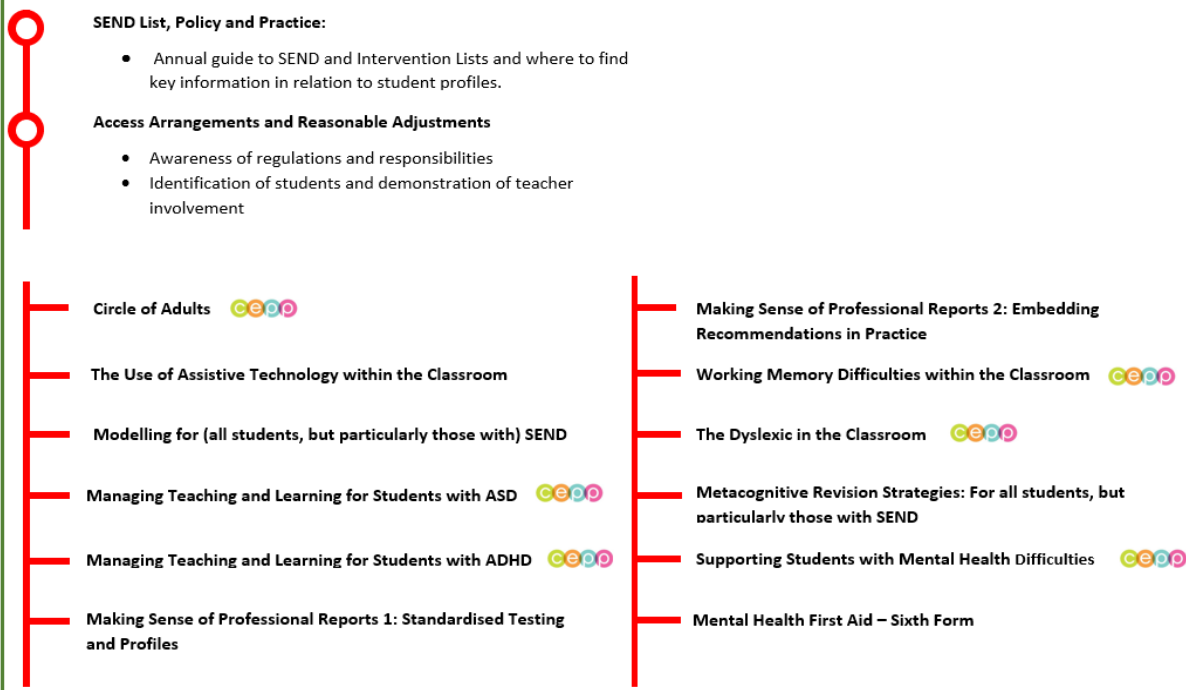 SEND List, Policy and Practice:
• Annual guide to SEND and Intervention Lists and where to find
key information in relation to student profiles.
Access Arrangements and Reasonable Adjustments
• Awareness of regulations and responsibilities
• Identification of students and demonstration of teacher
involvement
Circle of Adults cepp
The Use of Assistive Technology within the Classroom
Modelling for (all students, but particularly those with) SEND
Managing Teaching and Learning for Students with ASD cepp
Managing Teaching and Learning for Students with ADHD cepp
Making Sense of Professional Reports 1: Standardised Testing
and Profiles
Making Sense of Professional Reports 2: Embedding
Recommendations in Practice
Working Memory Difficulties within the Classroom cepp
The Dyslexic in the Classroom cepp
Metacognitive Revision Strategies: For all students, but
particularly those with SEND
Supporting Students with Mental Health Difficulties cepp
Mental Health First Aid – Sixth Form